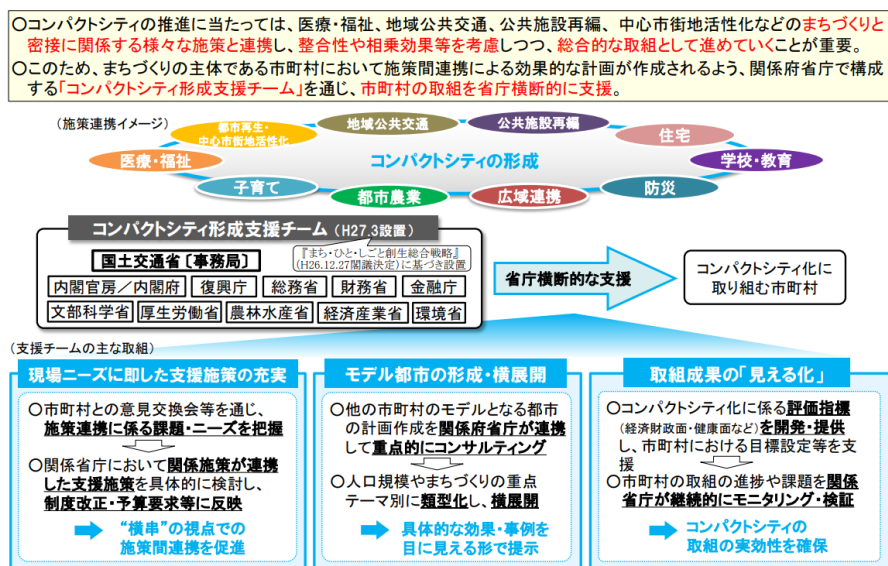 ○コンパクトシティの推進に当たっては、医療・福祉、地域公共交通、公共施設再編、中心市街地活性化などのまちづくりと
密接に関係する様々な施策と連携し、整合性や相乗効果等を考慮しつつ、総合的な取組として進めていくことが重要。
○このため、まちづくりの主体である市町村において施策間連携による効果的な計画が作成されるよう、関係府省庁で構成
する「コンパクトシティ形成支援チーム」を通じ、市町村の取組を省庁横断的に支援。
(施策連携イメージ)
都市再生・
中心市街地活性化
地域公共交通
公共施設再編
住宅
医療・福祉
コンパクトシティの形成
学校・教育
子育て
都市農業
広域連携
防災
コンパクトシティ形成支援チーム(H27.3設置)
国土交通省[事務局]
『まち・ひと・しごと創生総合戦略』
(H26.12.27閣議決定)に基づき設置
内閣官房/内閣府
復興庁
総務省
財務省
金融庁
文部科学省
厚生労働省
農林水産省
経済産業省
環境省
省庁横断的な支援
コンパクトシティ化に
取り組む市町村
(支援チームの主な取組)
現場ニーズに即した支援施策の充実
○市町村との意見交換会等を通じ、
施策連携に係る課題・ニーズを把握
○関係省庁において関係施策が連携
した支援施策を具体的に検討し、
制度改正・予算要求等に反映
“横串”の視点での
施策間連携を促進
モデル都市の形成・横展開
○他の市町村のモデルとなる都市
の計画作成を関係府省庁が連携
して重点的にコンサルティング
○人口規模やまちづくりの重点
テーマ別に類型化し、横展開
具体的な効果・事例を
目に見える形で提示
取組成果の「見える化」
○コンパクトシティ化に係る評価指標
(経済財政面・健康面など)を開発・提供
し、市町村における目標設定等を支
援
○市町村の取組の進捗や課題を関係
省庁が継続的にモニタリング・検証
コンパクトシティの
取組の実効性を確保